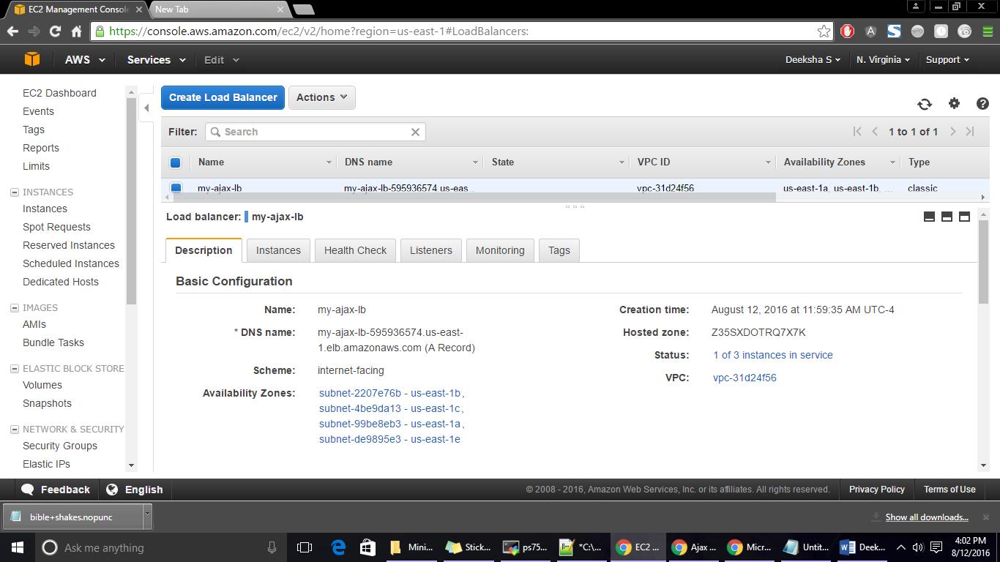 EC2 Management Console
New Tab
https://console.aws.amazon.com/ec2/v2/home?region=us-east-1#LoadBalancers:
AWS Services Edit Deeksha S N. Virginia Support
EC2 Dashboard
Events
Tags
Reports
Limits
INSTANCES
Instances
Spot Requests
Reserved Instances
Scheduled Instances
Dedicated Hosts
IMAGES
AMIs
Bundle Tasks
ELASTIC BLOCK STORE
Volumes
Snapshots
NETWORK & SECURITY
Security Groups
Elastic IPs
Create Load Balancer Actions
Filter: Search 1 to 1 of 1
Name DNS name State VPC ID Availability Zones Type
my-ajax-lb my-ajax-lb-595936574.us-eas... vpc-31d24f56 us-east-1a, us-east-1b, ... classic
Load balancer: my-ajax-lb
Description Instances Health Check Listeners Monitoring Tags
Basic Configuration
Name: my-ajax-lb
* DNS name: my-ajax-lb-595936574.us-east-
1.elb.amazonaws.com (A Record)
Scheme: internet-facing
Availability Zones: subnet-2207e76b - us-east-1b,
subnet-4be9da13 - us-east-1c,
subnet-99be8eb3 - us-east-1a,
subnet-de9895e3 - us-east-1e
Creation time: August 12, 2016 at 11:59:35 AM UTC-4
Hosted zone: Z35SXDOTRQ7X7K
Status: 1 of 3 instances in service
VPC: vpc-31d24f56
Feedback English © 2008 - 2016, Amazon Web Services, Inc. or its affiliates. All rights reserved. Privacy Policy Terms of Use
bible+shakes.nopunc Show all downloads...
Ask me anything Mini... Stick... ps75... *C:\... EC2 ... Ajax ... Micr... Untit... Deek... 4:02 PM
8/12/2016